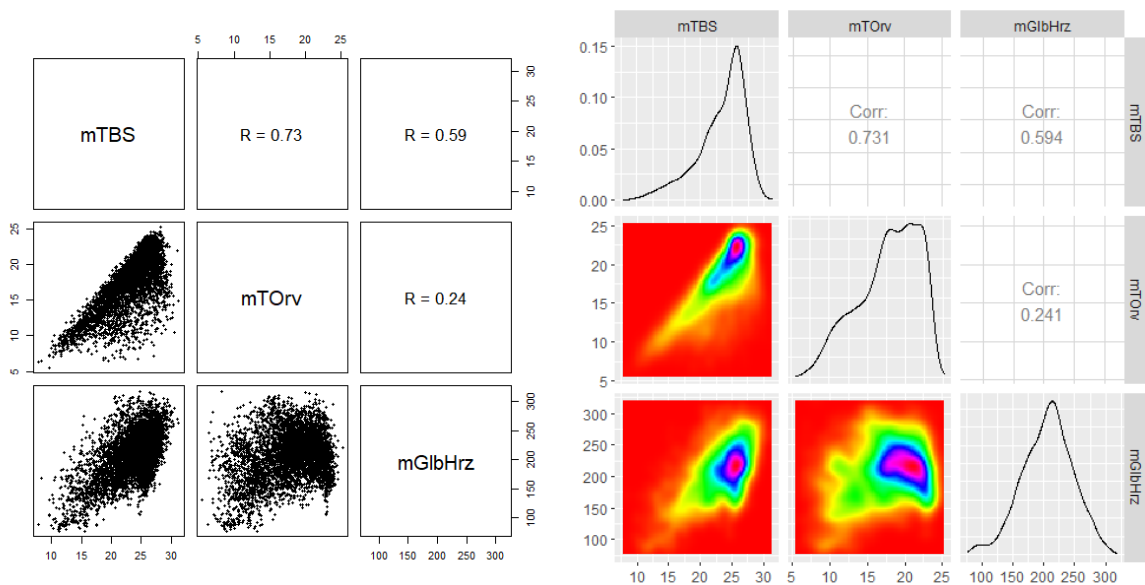 5 10 15 20 25
mTBS
R = 0.73
R = 0.59
10 15 20 25 30
5 10 15 20 25
mTOrv
R = 0.24
mGlbHrz
100 150 200 250 300
10 15 20 25 30
100 150 200 250 300
mTBS mTOrv mGlbHrz
0.15
0.10
0.05
0.00
Corr:
0.731
Corr:
0.594
mTBS
25
20
15
10
5
Corr:
0.241
mTOrv
300
250
200
150
100
mGlbHrz
10 15 20 25 30
5 10 15 20 25
100 150 200 250 300